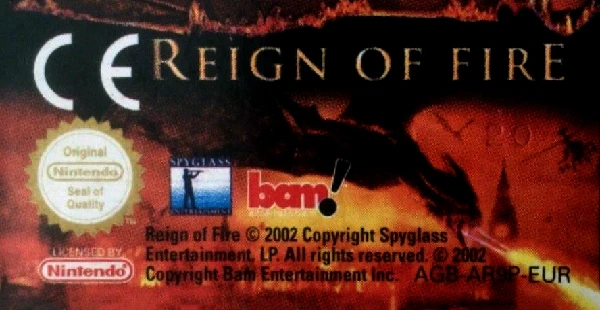 CE REIGN OF FIRE
Original
Nintendo
Seal of
Quality
TM
LICENSED BY
Nintendo
SPYGLASS
ENTERTAINMENT
bam!
Reign of Fire © 2002 Copyright Spyglass
Entertainment, LP. All rights reserved. © 2002
Copyright Bam Entertainment Inc. AGB-AR9P-EUR